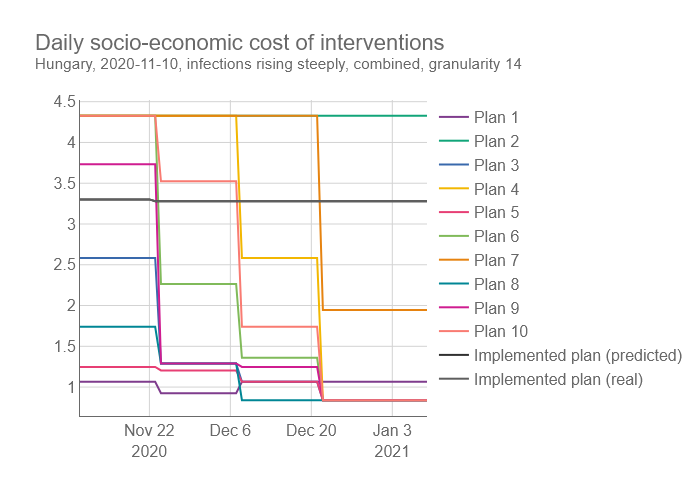 Daily socio-economic cost of interventions
Hungary, 2020-11-10, infections rising steeply, combined, granularity 14
4.5
4
3.5
3
2.5
2
1.5
1
Nov 22
2020
Dec 6
Dec 20
Jan 3
2021
Plan 1
Plan 2
Plan 3
Plan 4
Plan 5
Plan 6
Plan 7
Plan 8
Plan 9
Plan 10
Implemented plan (predicted)
Implemented plan (real)